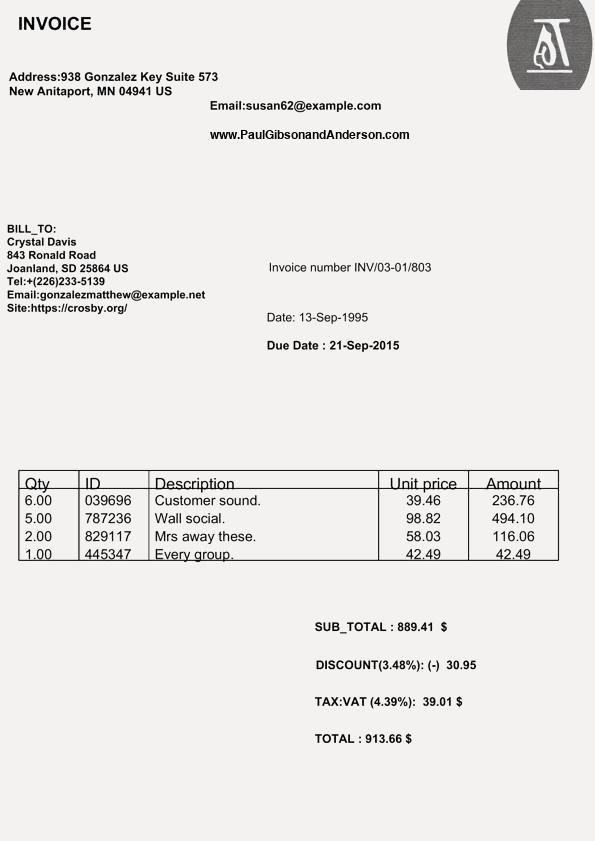 INVOICE
Address:938 Gonzalez Key Suite 573
New Anitaport, MN 04941 US
Email:susan62@example.com
www.PaulGibsonandAnderson.com
BILL_TO:
Crystal Davis
843 Ronald Road
Joanland, SD 25864 US
Tel:+(226)233-5139
Email:gonzalezmatthew@example.net
Site:https://crosby.org/
Invoice number INV/03-01/803
Date: 13-Sep-1995
Due Date : 21-Sep-2015
Qty ID Description Unit price Amount
6.00 039696 Customer sound. 39.46 236.76
5.00 787236 Wall social. 98.82 494.10
2.00 829117 Mrs away these. 58.03 116.06
1.00 445347 Every group. 42.49 42.49
SUB_TOTAL : 889.41 $
DISCOUNT(3.48%): (-) 30.95
TAX:VAT (4.39%): 39.01 $
TOTAL : 913.66 $